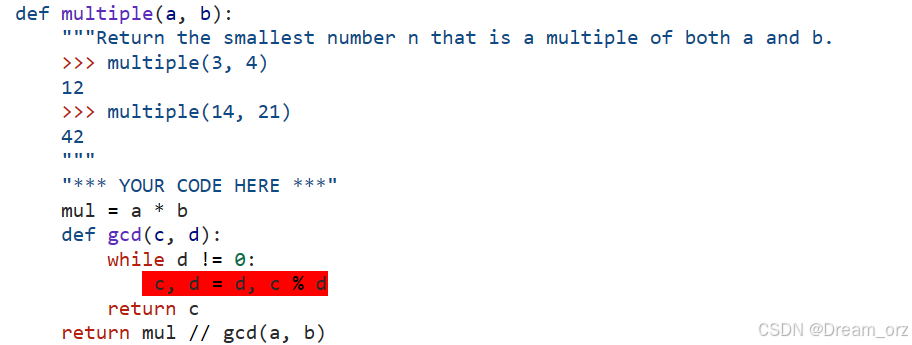 def multiple(a, b):
    """Return the smallest number n that is a multiple of both a and b.
    >>> multiple(3, 4)
    12
    >>> multiple(14, 21)
    42
    """
    "*** YOUR CODE HERE ***"
    mul = a * b
    def gcd(c, d):
        while d != 0:
            c, d = d, c % d
        return c
    return mul // gcd(a, b)
CSDN @Dream_orz